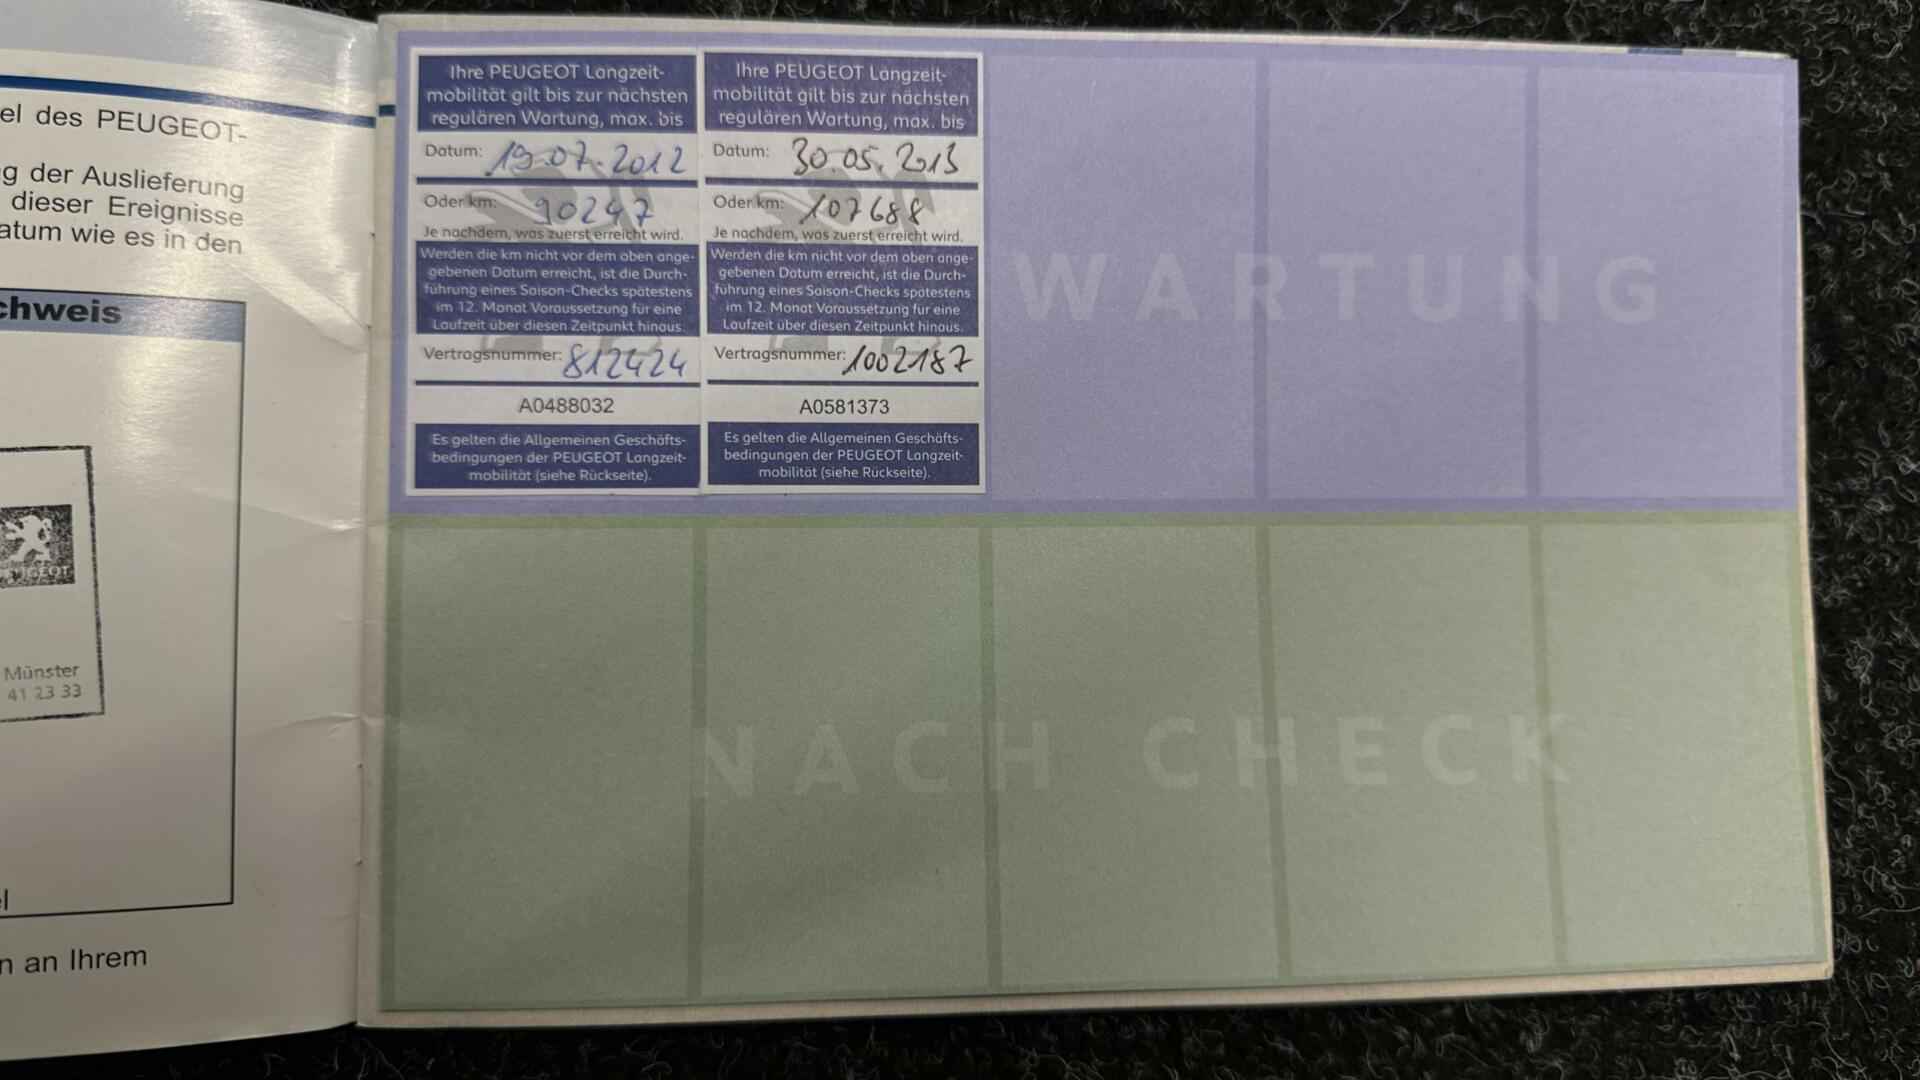 el des PEUGEOT-
g der Auslieferung
dieser Ereignisse
atum wie es in den
chweis
PEUGEOT
Münster
41 23 33
el
n an Ihrem
Ihre PEUGEOT Langzeit-
mobilität gilt bis zur nächsten
regulären Wartung, max. bis
Datum: 19.07.2012
Oder km: 90247
Je nachdem, was zuerst erreicht wird.
Werden die km nicht vor dem oben ange-
gebenen Datum erreicht, ist die Durch-
führung eines Saison-Checks spätestens
im 12. Monat Voraussetzung für eine
Laufzeit über diesen Zeitpunkt hinaus.
Vertragsnummer: 812424
A0488032
Es gelten die Allgemeinen Geschäfts-
bedingungen der PEUGEOT Langzeit-
mobilität (siehe Rückseite).
Ihre PEUGEOT Langzeit-
mobilität gilt bis zur nächsten
regulären Wartung, max. bis
Datum: 30.05.2013
Oder km: 107688
Je nachdem, was zuerst erreicht wird.
Werden die km nicht vor dem oben ange-
gebenen Datum erreicht, ist die Durch-
führung eines Saison-Checks spätestens
im 12. Monat Voraussetzung für eine
Laufzeit über diesen Zeitpunkt hinaus.
Vertragsnummer: 1002187
A0581373
Es gelten die Allgemeinen Geschäfts-
bedingungen der PEUGEOT Langzeit-
mobilität (siehe Rückseite).
WARTUNG
NACH CHECK